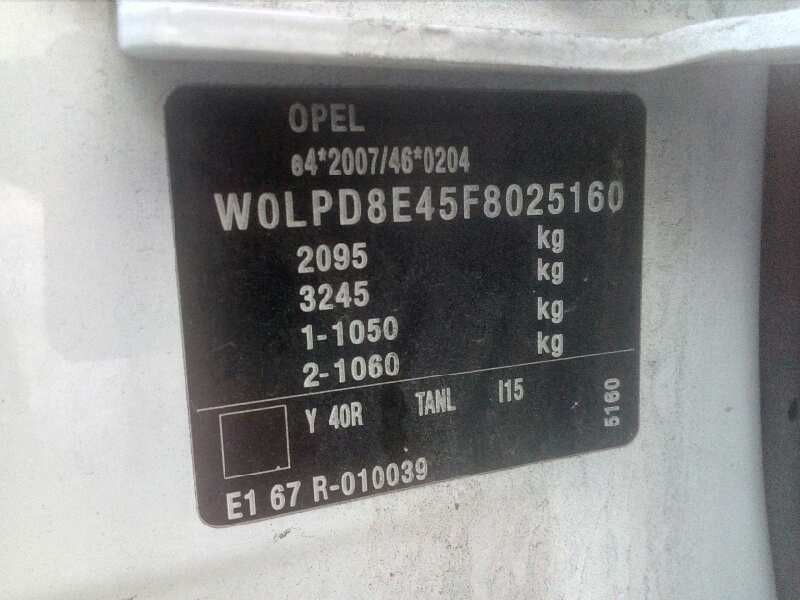 OPEL
e4*2007/46*0204
W0LPD8E45F8025160
2095 kg
3245 kg
1-1050 kg
2-1060 kg
Y 40R TANL I15
5160
E1 67 R-010039